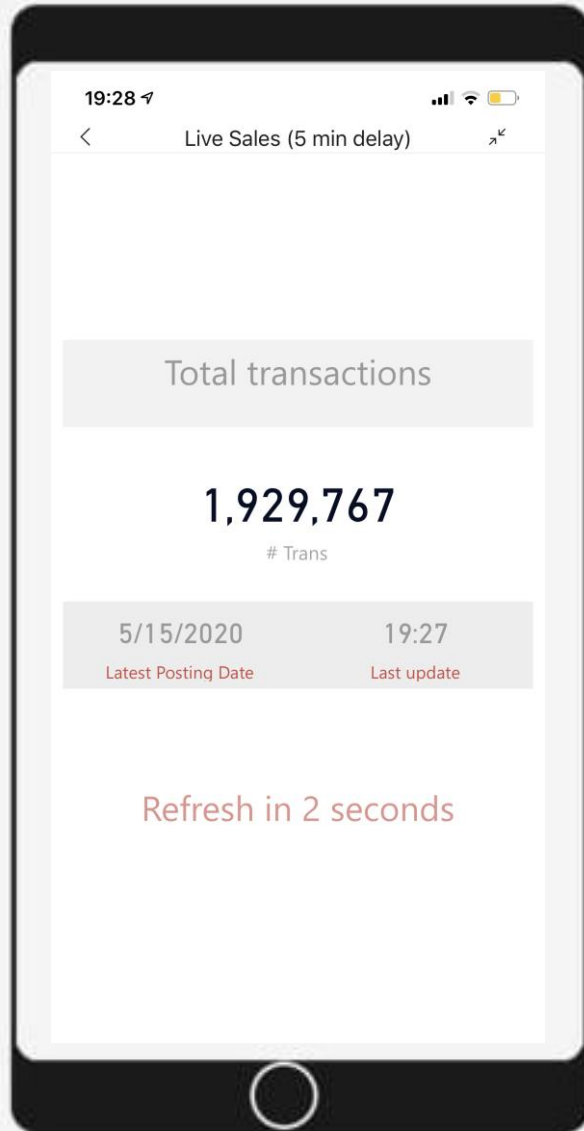 19:28
Live Sales (5 min delay)
Total transactions
1,929,767
# Trans
5/15/2020 19:27
Latest Posting Date Last update
Refresh in 2 seconds